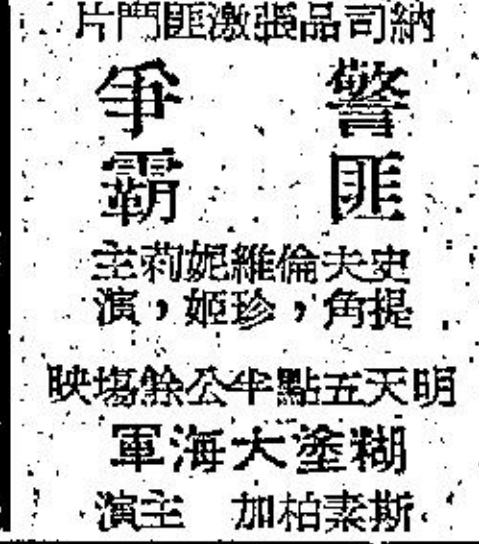 納司品張激匪鬥片
警匪
爭霸
史夫倫維妮莉主
提角，珍姬，演
明天五點半公餘塲映
糊塗大海軍
斯素柏加 主演